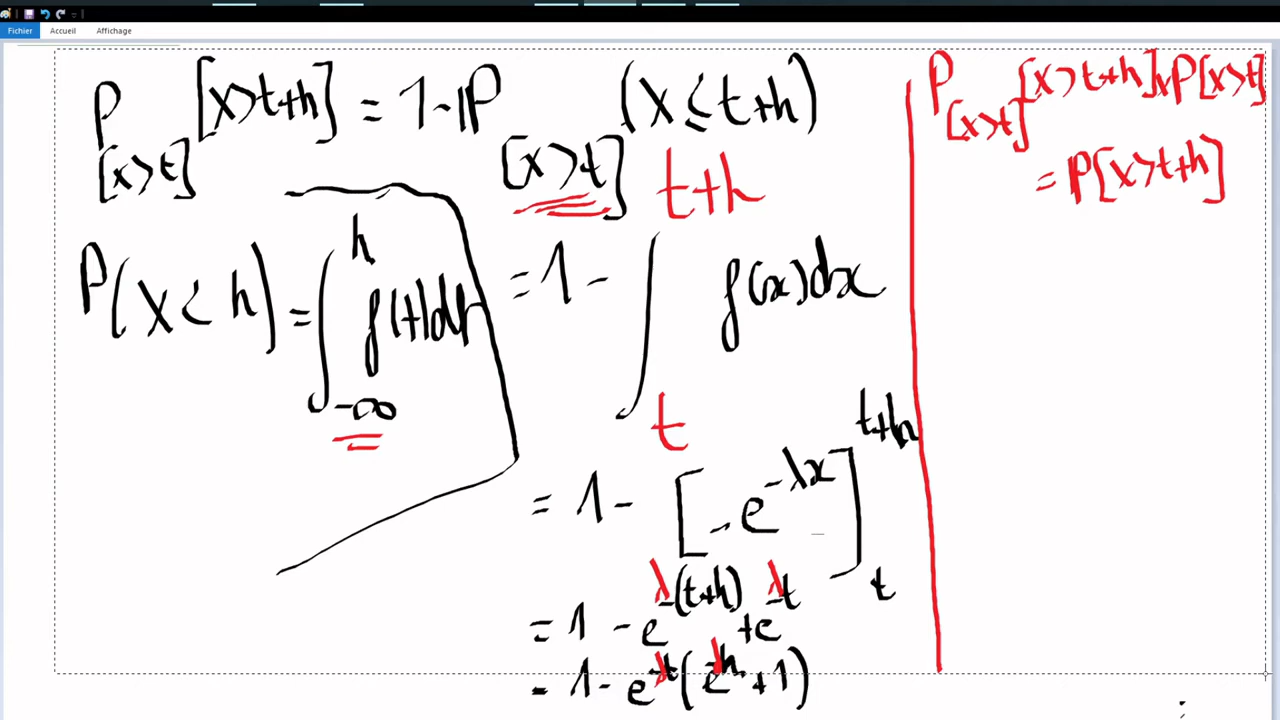 Fichier Accueil Affichage
P[X>t] [X>t+h] = 1-P[X>t] (X≤t+h)
P(X< h) = ∫_{-∞}^{h} f(t)dt
= 1 - ∫_{t}^{t+h} f(x)dx
= 1 - [-e^{-λx}]_{t}^{t+h}
= 1 - e^{-λ(t+h)} + e^{-λt}
= 1 - e^{-λt}(e^{-λh}+1)
P[X>t] [X>t+h] x P[X>t]
= P[X>t+h]